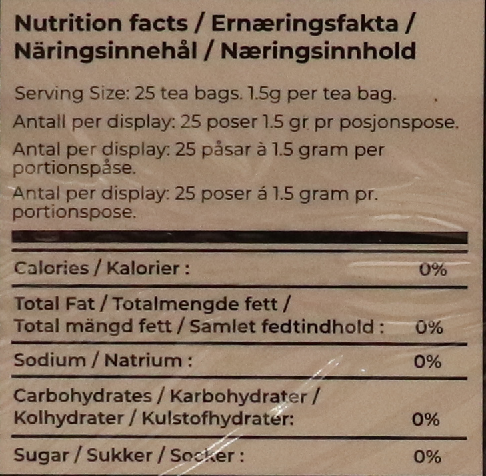 Nutrition facts / Ernæringsfakta /
Näringsinnehål / Næringsinnhold
Serving Size: 25 tea bags. 1.5g per tea bag.
Antall per display: 25 poser 1.5 gr pr posjonspose.
Antal per display: 25 påsar à 1.5 gram per
portionspåse.
Antal per display: 25 poser á 1.5 gram pr.
portionspose.
Calories / Kalorier : 0%
Total Fat / Totalmengde fett /
Total mängd fett / Samlet fedtindhold : 0%
Sodium / Natrium : 0%
Carbohydrates / Karbohydrater /
Kolhydrater / Kulstofhydrater: 0%
Sugar / Sukker / Socker : 0%